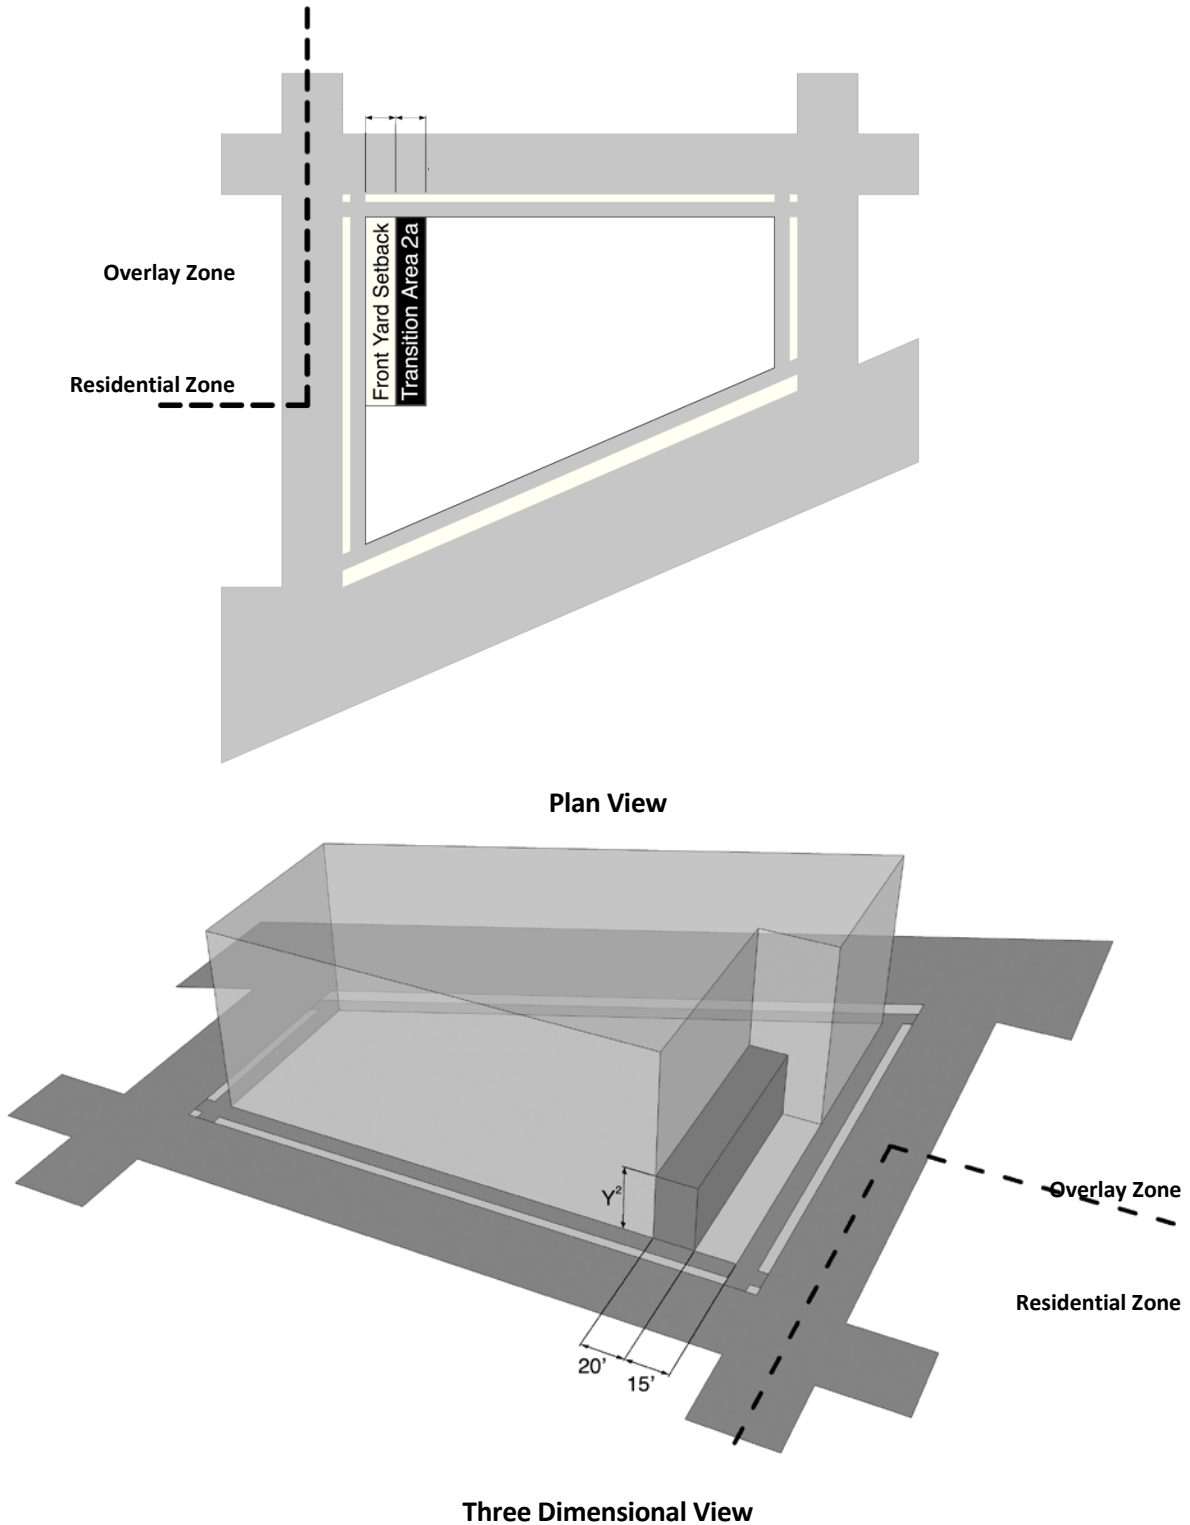 Overlay Zone
Residential Zone
Front Yard Setback
Transition Area 2a
Plan View
Y²
Overlay Zone
Residential Zone
20’
15’
Three Dimensional View